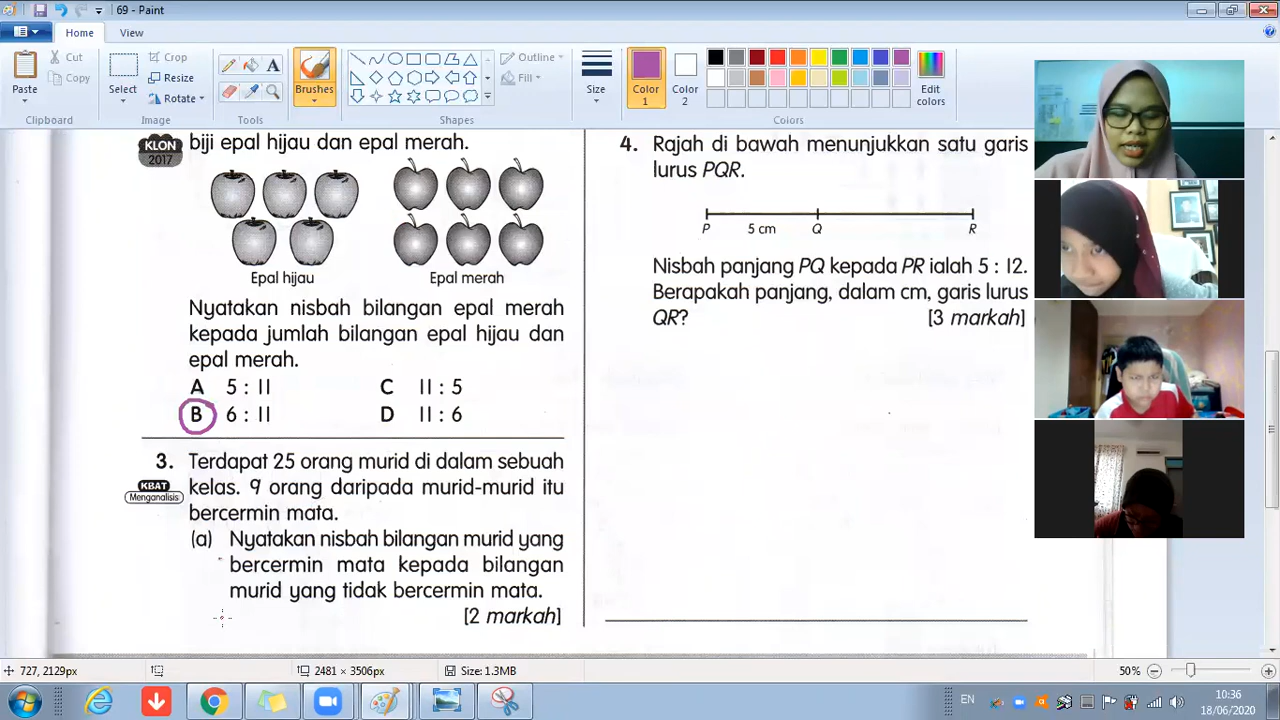 69 - Paint
Home
View
Paste
Cut
Copy
Clipboard
Select
Crop
Resize
Rotate
Image
A
Tools
Brushes
Outline
Fill
Shapes
Size
Color 1
Color 2
Edit colors
Colors
KLON 2017
biji epal hijau dan epal merah.
Epal hijau
Epal merah
Nyatakan nisbah bilangan epal merah
kepada jumlah bilangan epal hijau dan
epal merah.
A 5 : 11 C 11 : 5
B 6 : 11 D 11 : 6
3. Terdapat 25 orang murid di dalam sebuah
KBAT Menganalisis
kelas. 9 orang daripada murid-murid itu
bercermin mata.
(a) Nyatakan nisbah bilangan murid yang
bercermin mata kepada bilangan
murid yang tidak bercermin mata.
[2 markah]
4. Rajah di bawah menunjukkan satu garis
lurus PQR.
P 5 cm Q R
Nisbah panjang PQ kepada PR ialah 5 : 12.
Berapakah panjang, dalam cm, garis lurus
QR? [3 markah]
727, 2129px
2481 × 3506px
Size: 1.3MB
50%
EN
10:36
18/06/2020